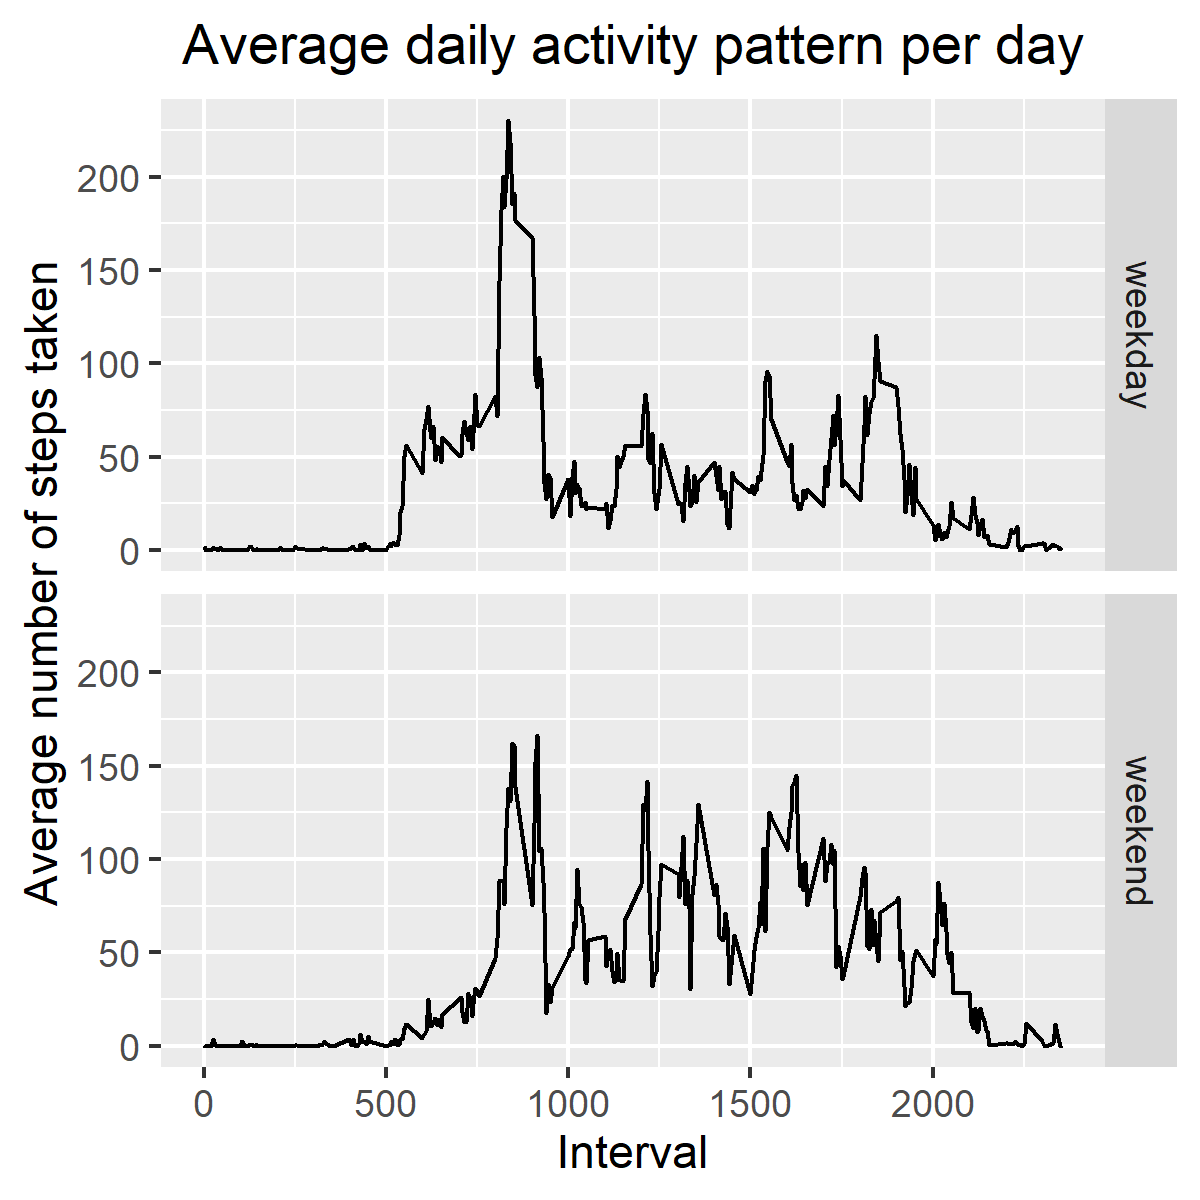 Average daily activity pattern per day
Average number of steps taken
200
150
100
50
0
weekday
200
150
100
50
0
weekend
0 500 1000 1500 2000
Interval